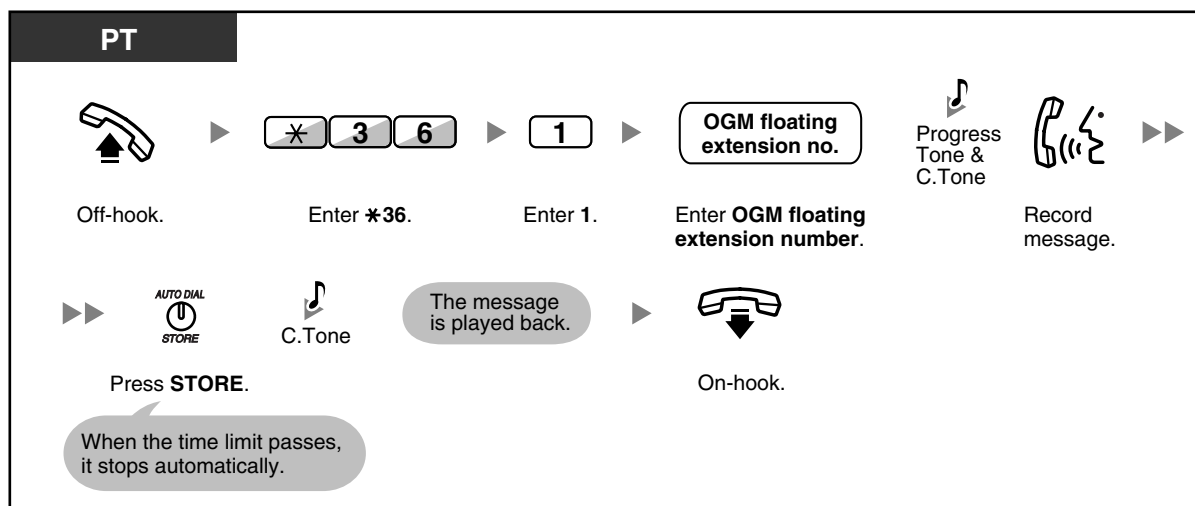 PT
✳ 3 6
1
OGM floating
extension no.
Progress
Tone &
C.Tone
Off-hook.
Enter ✳36.
Enter 1.
Enter OGM floating
extension number.
Record
message.
AUTO DIAL
STORE
C.Tone
The message
is played back.
Press STORE.
On-hook.
When the time limit passes,
it stops automatically.